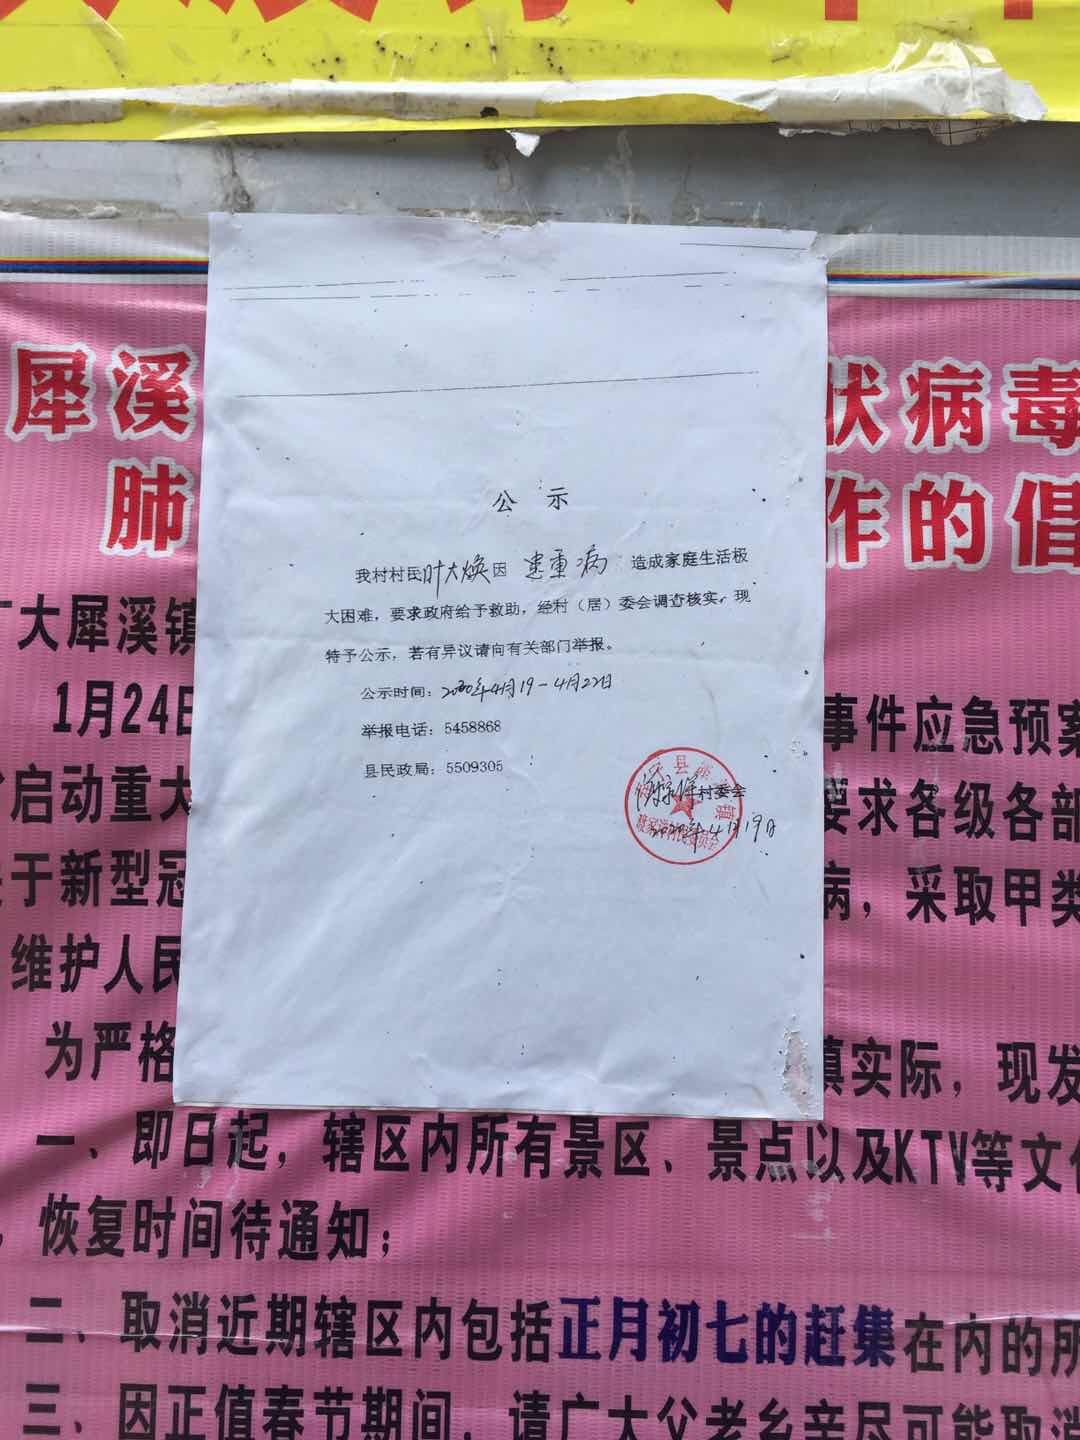 犀溪
状病毒
肺
作的倡
公 示
我村村民叶大焕因 患重病 造成家庭生活极
大困难，要求政府给予救助，经村（居）委会调查核实，现
特予公示，若有异议请向有关部门举报。
公示时间：2020年4月19－4月22日
举报电话：5458868
县民政局：5509305
村委会
2020年4月19日
大犀溪镇
1月24日
事件应急预案
启动重大
要求各级各部
于新型冠
病，采取甲类
维护人民
为严格
镇实际，现发
一、即日起，辖区内所有景区、景点以及KTV等文
，恢复时间待通知；
二、取消近期辖区内包括正月初七的赶集在内的所
三、因正值春节期间，请广大父老乡亲尽可能取消